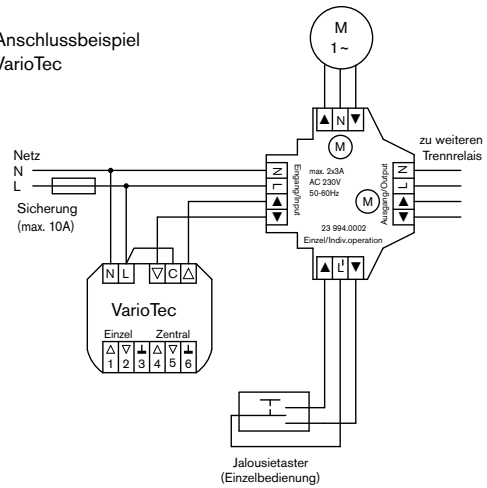 Anschlussbeispiel
VarioTec
M
1~
▲ N ▼
M
zu weiteren
Trennrelais
Netz
N
L
Sicherung
(max. 10A)
N
L
▲
▼
Eingang/Input
max. 2x3A
AC 230V
50-60Hz
M
Ausgang/Output
N
L
▲
▼
23 994.0002
Einzel/Indiv.operation
▲ L' ▼
N L ▽ C △
VarioTec
Einzel Zentral
△ ▽ ┷ △ ▽ ┷
1 2 3 4 5 6
Jalousietaster
(Einzelbedienung)